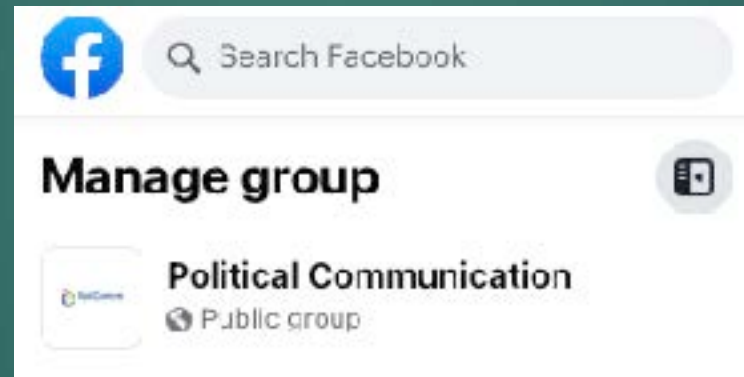 Search Facebook
Manage group
Political Communication
Public group